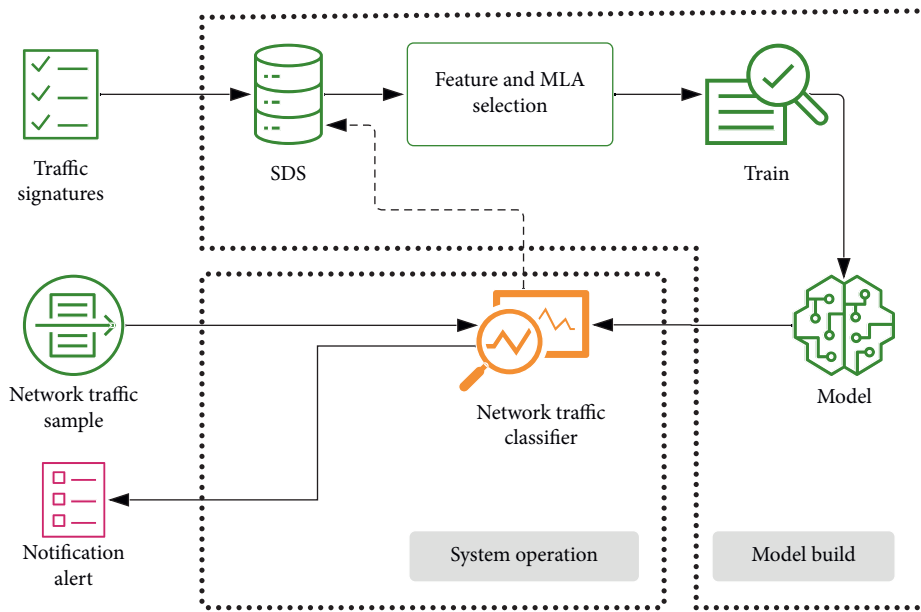 Traffic
signatures
SDS
Feature and MLA
selection
Train
Network traffic
sample
Network traffic
classifier
Model
Notification
alert
System operation
Model build